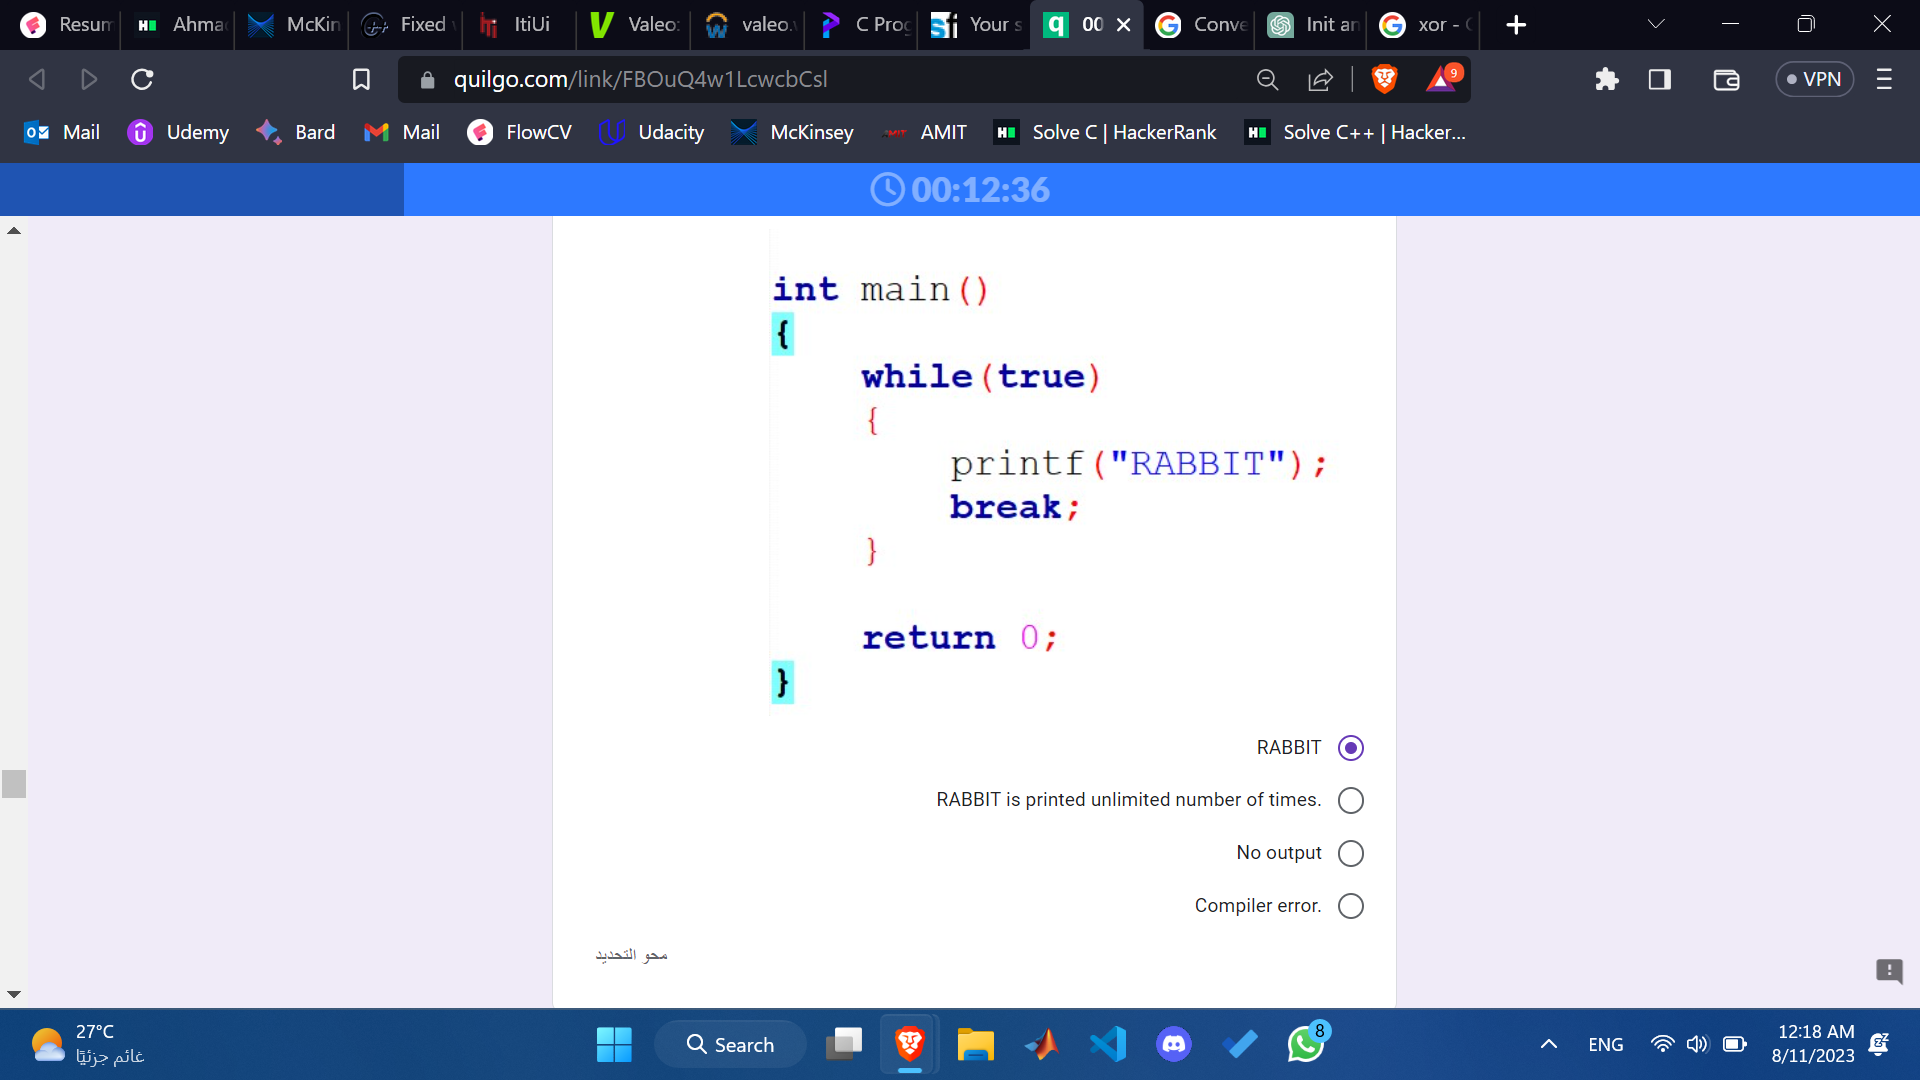 Resum
Ahma
McKin
Fixed
ItiUi
Valeo:
valeo.
C Prog
Your s
00
Conve
Init an
xor -
quilgo.com/link/FBOuQ4w1LcwcbCsl
9
VPN
Mail
Udemy
Bard
Mail
FlowCV
Udacity
McKinsey
AMIT
Solve C | HackerRank
Solve C++ | Hacker...
00:12:36
int main()
{
while(true)
{
printf("RABBIT");
break;
}
return 0;
}
RABBIT
RABBIT is printed unlimited number of times.
No output
Compiler error.
محو التحديد
27°C
غائم جزئيًا
Search
8
ENG
12:18 AM
8/11/2023